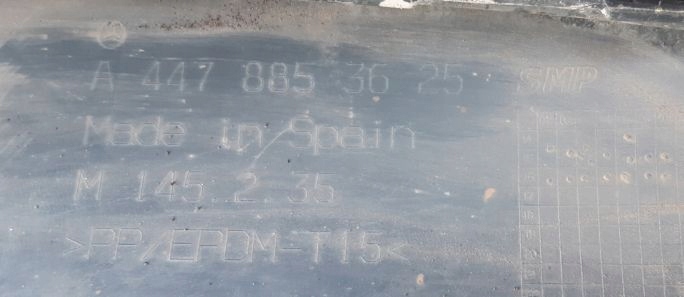 A 447 885 36 25 SMP
Made in Spain
M 145.2.35
>PP/EPDM-T15<